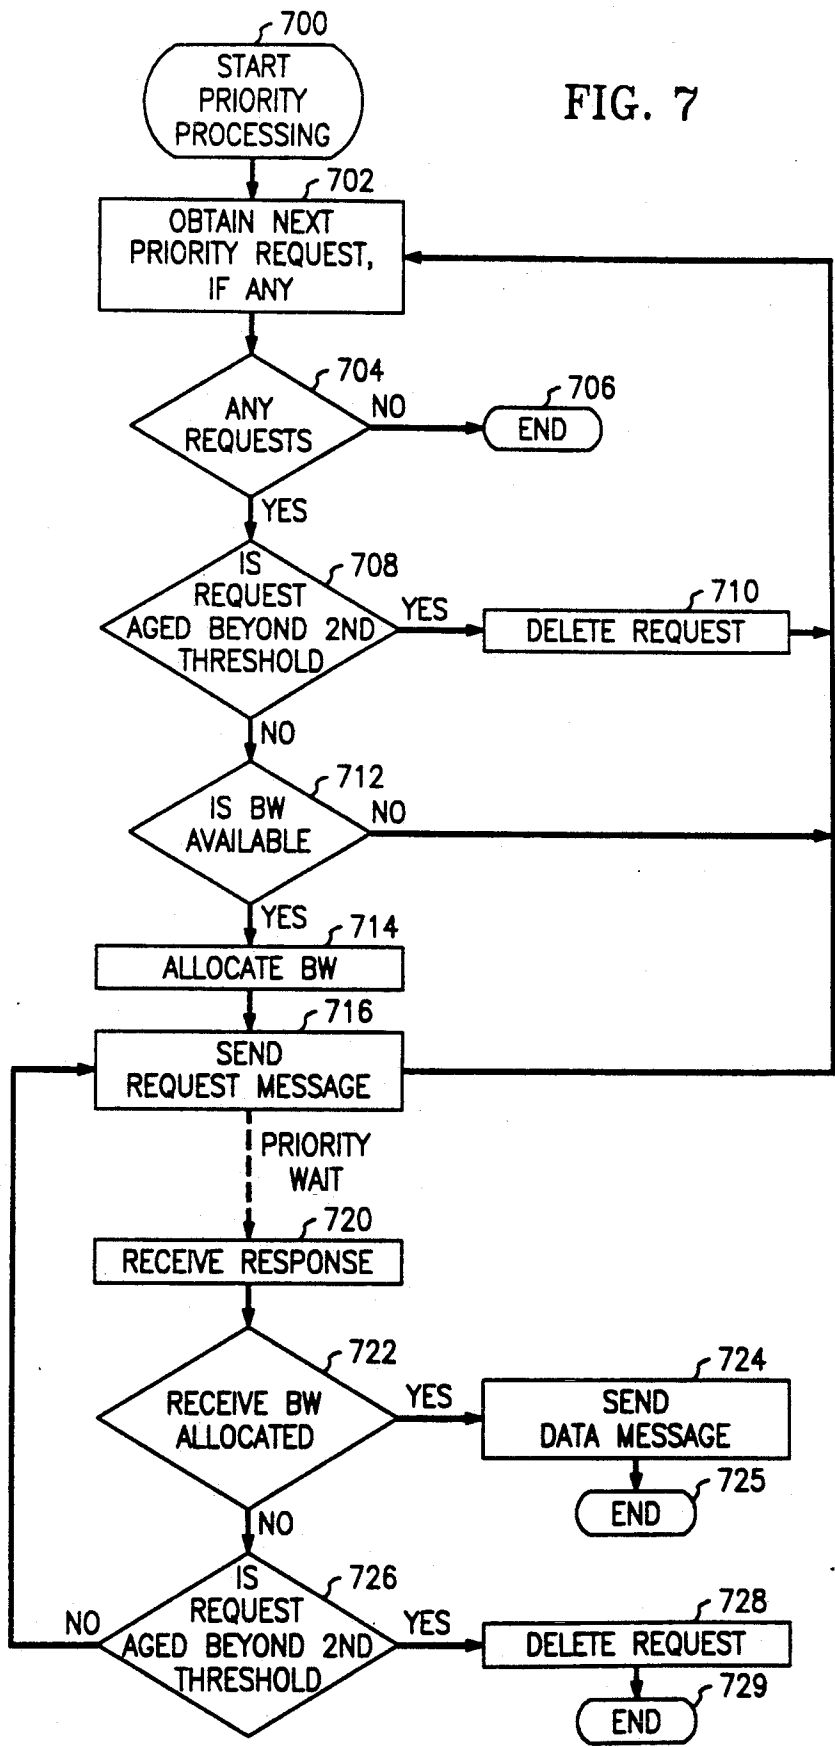 700
START
PRIORITY
PROCESSING
FIG. 7
702
OBTAIN NEXT
PRIORITY REQUEST,
IF ANY
704
ANY
REQUESTS
NO
706
END
YES
708
IS
REQUEST
AGED BEYOND 2ND
THRESHOLD
YES
710
DELETE REQUEST
NO
712
IS BW
AVAILABLE
NO
YES
714
ALLOCATE BW
716
SEND
REQUEST MESSAGE
PRIORITY
WAIT
720
RECEIVE RESPONSE
722
RECEIVE BW
ALLOCATED
YES
724
SEND
DATA MESSAGE
725
END
NO
726
IS
REQUEST
AGED BEYOND 2ND
THRESHOLD
NO
YES
728
DELETE REQUEST
729
END